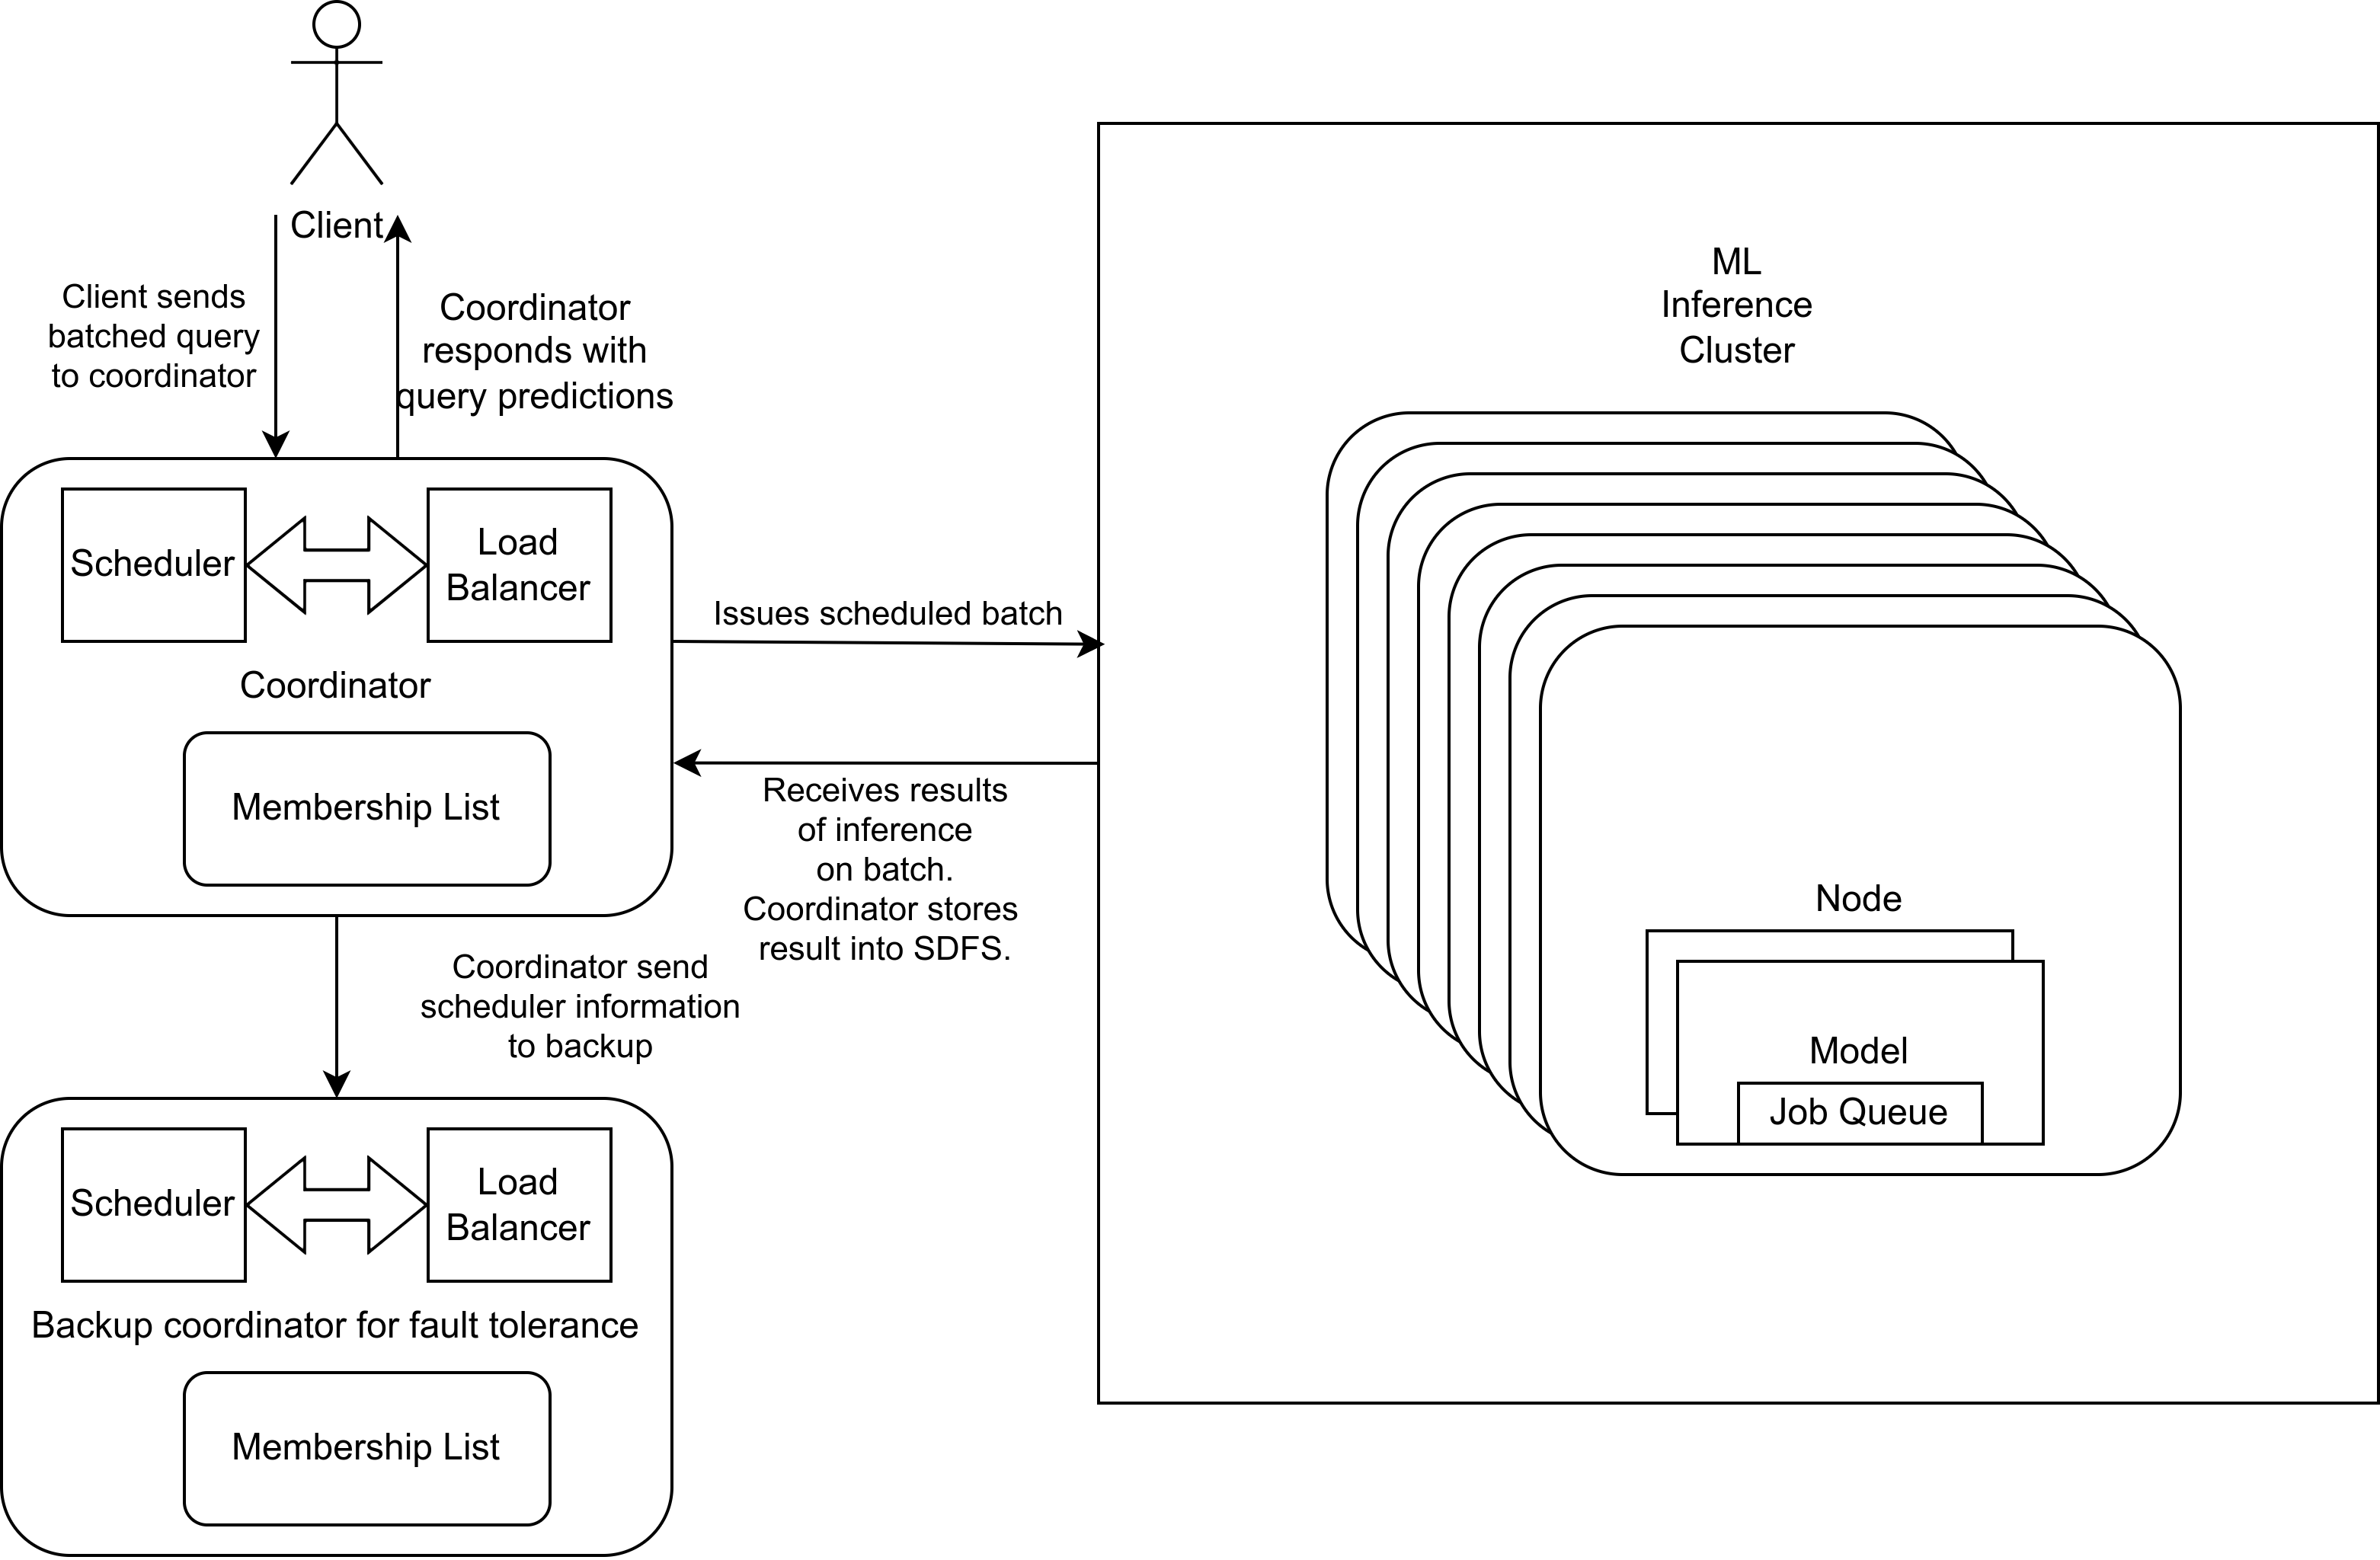 Client
Client sends
batched query
to coordinator
Coordinator
responds with
query predictions
Scheduler
Load
Balancer
Coordinator
Membership List
Issues scheduled batch
Receives results
of inference
on batch.
Coordinator stores
result into SDFS.
Coordinator send
scheduler information
to backup
Scheduler
Load
Balancer
Backup coordinator for fault tolerance
Membership List
ML
Inference
Cluster
Node
Model
Job Queue